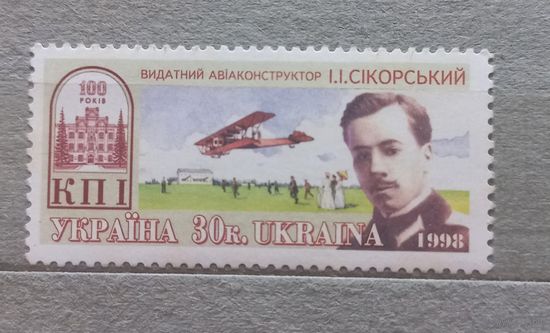 ВИДАТНИЙ АВІАКОНСТРУКТОР І.І.СІКОРСЬКИЙ
100
РОКІВ
КПІ
УКРАЇНА 30к. UKRAINA 1998